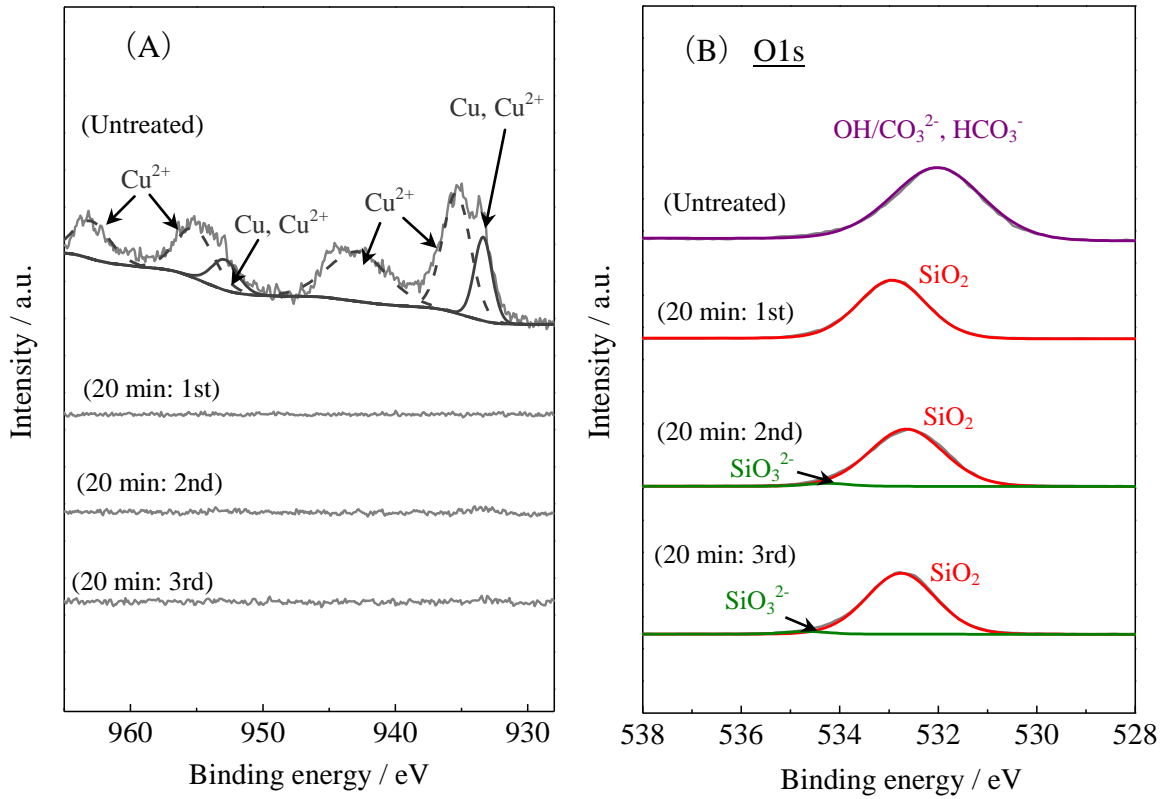 (A)
(Untreated)
Cu, Cu²⁺
Cu²⁺
Cu²⁺
Cu, Cu²⁺
(20 min: 1st)
(20 min: 2nd)
(20 min: 3rd)
Intensity / a.u.
960 950 940 930
Binding energy / eV
(B) O1s
OH/CO₃²⁻, HCO₃⁻
(Untreated)
SiO₂
(20 min: 1st)
(20 min: 2nd)
SiO₂
SiO₃²⁻
(20 min: 3rd)
SiO₂
SiO₃²⁻
Intensity / a.u.
538 536 534 532 530 528
Binding energy / eV